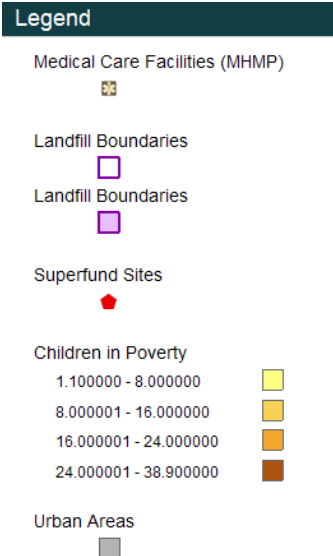 Legend
Medical Care Facilities (MHMP)
Landfill Boundaries
Landfill Boundaries
Superfund Sites
Children in Poverty
1.100000 - 8.000000
8.000001 - 16.000000
16.000001 - 24.000000
24.000001 - 38.900000
Urban Areas